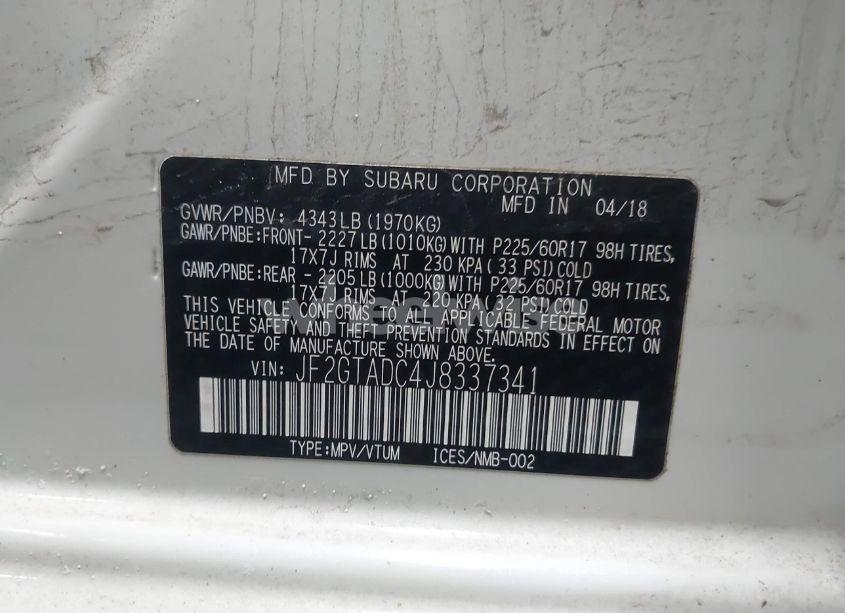 MFD BY SUBARU CORPORATION
MFD IN 04/18
GVWR/PNBV: 4343LB (1970KG)
GAWR/PNBE:FRONT- 2227LB (1010KG) WITH P225/60R17 98H TIRES,
17X7J RIMS AT 230 KPA ( 33 PSI) COLD
GAWR/PNBE:REAR - 2205LB (1000KG) WITH P225/60R17 98H TIRES,
17X7J RIMS AT 220 KPA (32 PSI) COLD
THIS VEHICLE CONFORMS TO ALL APPLICABLE FEDERAL MOTOR
VEHICLE SAFETY AND THEFT PREVENTION STANDARDS IN EFFECT ON
THE DATE OF MANUFACTURE SHOWN ABOVE.
VIN: JF2GTADC4J8337341
TYPE:MPV/VTUM ICES/NMB-002